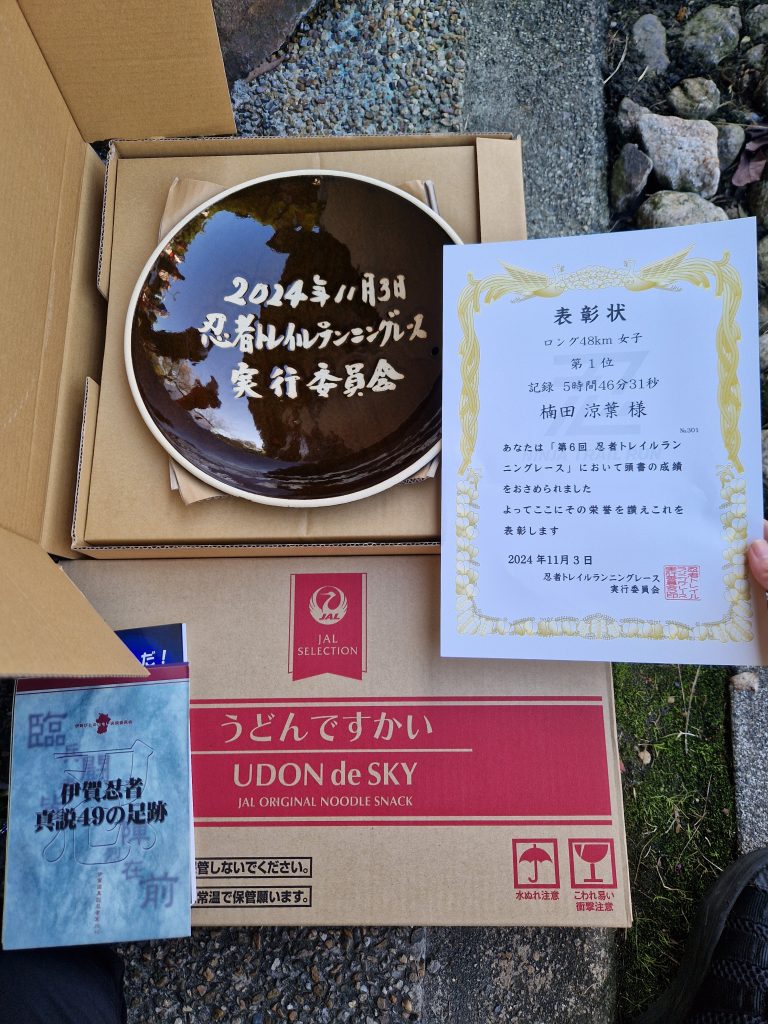 2024年11月3日
忍者トレイルランニングレース
実行委員会
表彰状
ロング48km 女子
第1位
記録 5時間46分31秒
楠田 涼葉 様
№301
あなたは「第6回 忍者トレイルラン
ニングレース」において頭書の成績
をおさめられました
よってここにその栄誉を讃えこれを
表彰します
2024年11月3日
忍者トレイルランニングレース
実行委員会
JAL
JAL
SELECTION
うどんですかい
UDON de SKY
JAL ORIGINAL NOODLE SNACK
管しないでください。
常温で保管願います。
水ぬれ注意
こわれ易い
衝撃注意
だ!
臨
忍
伊賀忍者
真説49の足跡
在
前